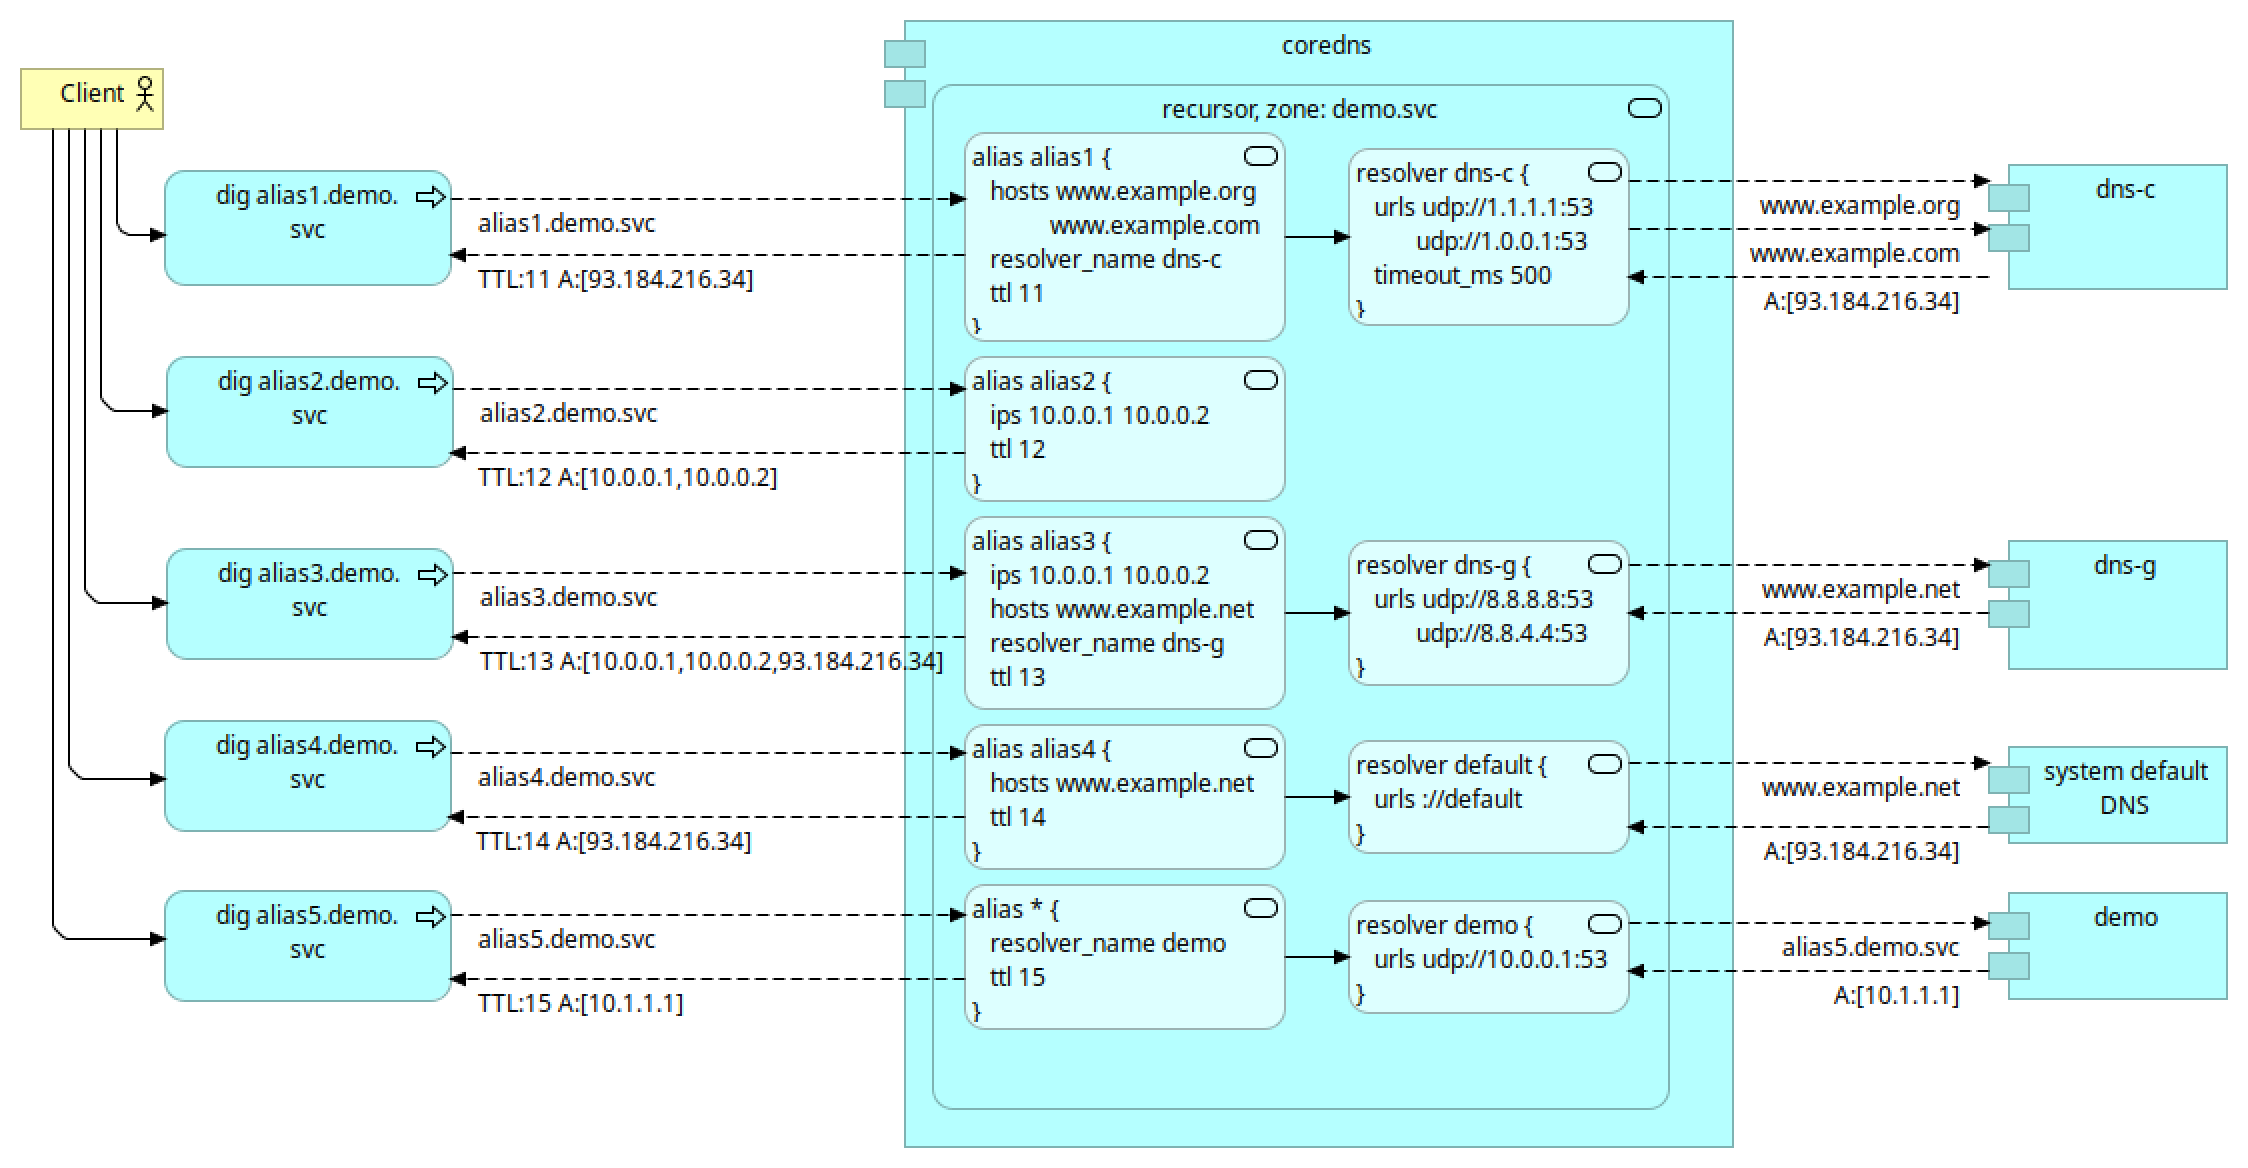 coredns
Client
recursor, zone: demo.svc
dig alias1.demo.
svc
alias1.demo.svc
TTL:11 A:[93.184.216.34]
alias alias1 {
hosts www.example.org
www.example.com
resolver_name dns-c
ttl 11
}
resolver dns-c {
urls udp://1.1.1.1:53
udp://1.0.0.1:53
timeout_ms 500
}
www.example.org
www.example.com
A:[93.184.216.34]
dns-c
dig alias2.demo.
svc
alias2.demo.svc
TTL:12 A:[10.0.0.1,10.0.0.2]
alias alias2 {
ips 10.0.0.1 10.0.0.2
ttl 12
}
dig alias3.demo.
svc
alias3.demo.svc
TTL:13 A:[10.0.0.1,10.0.0.2,93.184.216.34]
alias alias3 {
ips 10.0.0.1 10.0.0.2
hosts www.example.net
resolver_name dns-g
ttl 13
resolver dns-g {
urls udp://8.8.8.8:53
udp://8.8.4.4:53
}
www.example.net
A:[93.184.216.34]
dns-g
dig alias4.demo.
svc
alias4.demo.svc
TTL:14 A:[93.184.216.34]
alias alias4 {
hosts www.example.net
ttl 14
}
resolver default {
urls ://default
}
www.example.net
A:[93.184.216.34]
system default
DNS
dig alias5.demo.
svc
alias5.demo.svc
TTL:15 A:[10.1.1.1]
alias * {
resolver_name demo
ttl 15
}
resolver demo {
urls udp://10.0.0.1:53
}
alias5.demo.svc
A:[10.1.1.1]
demo